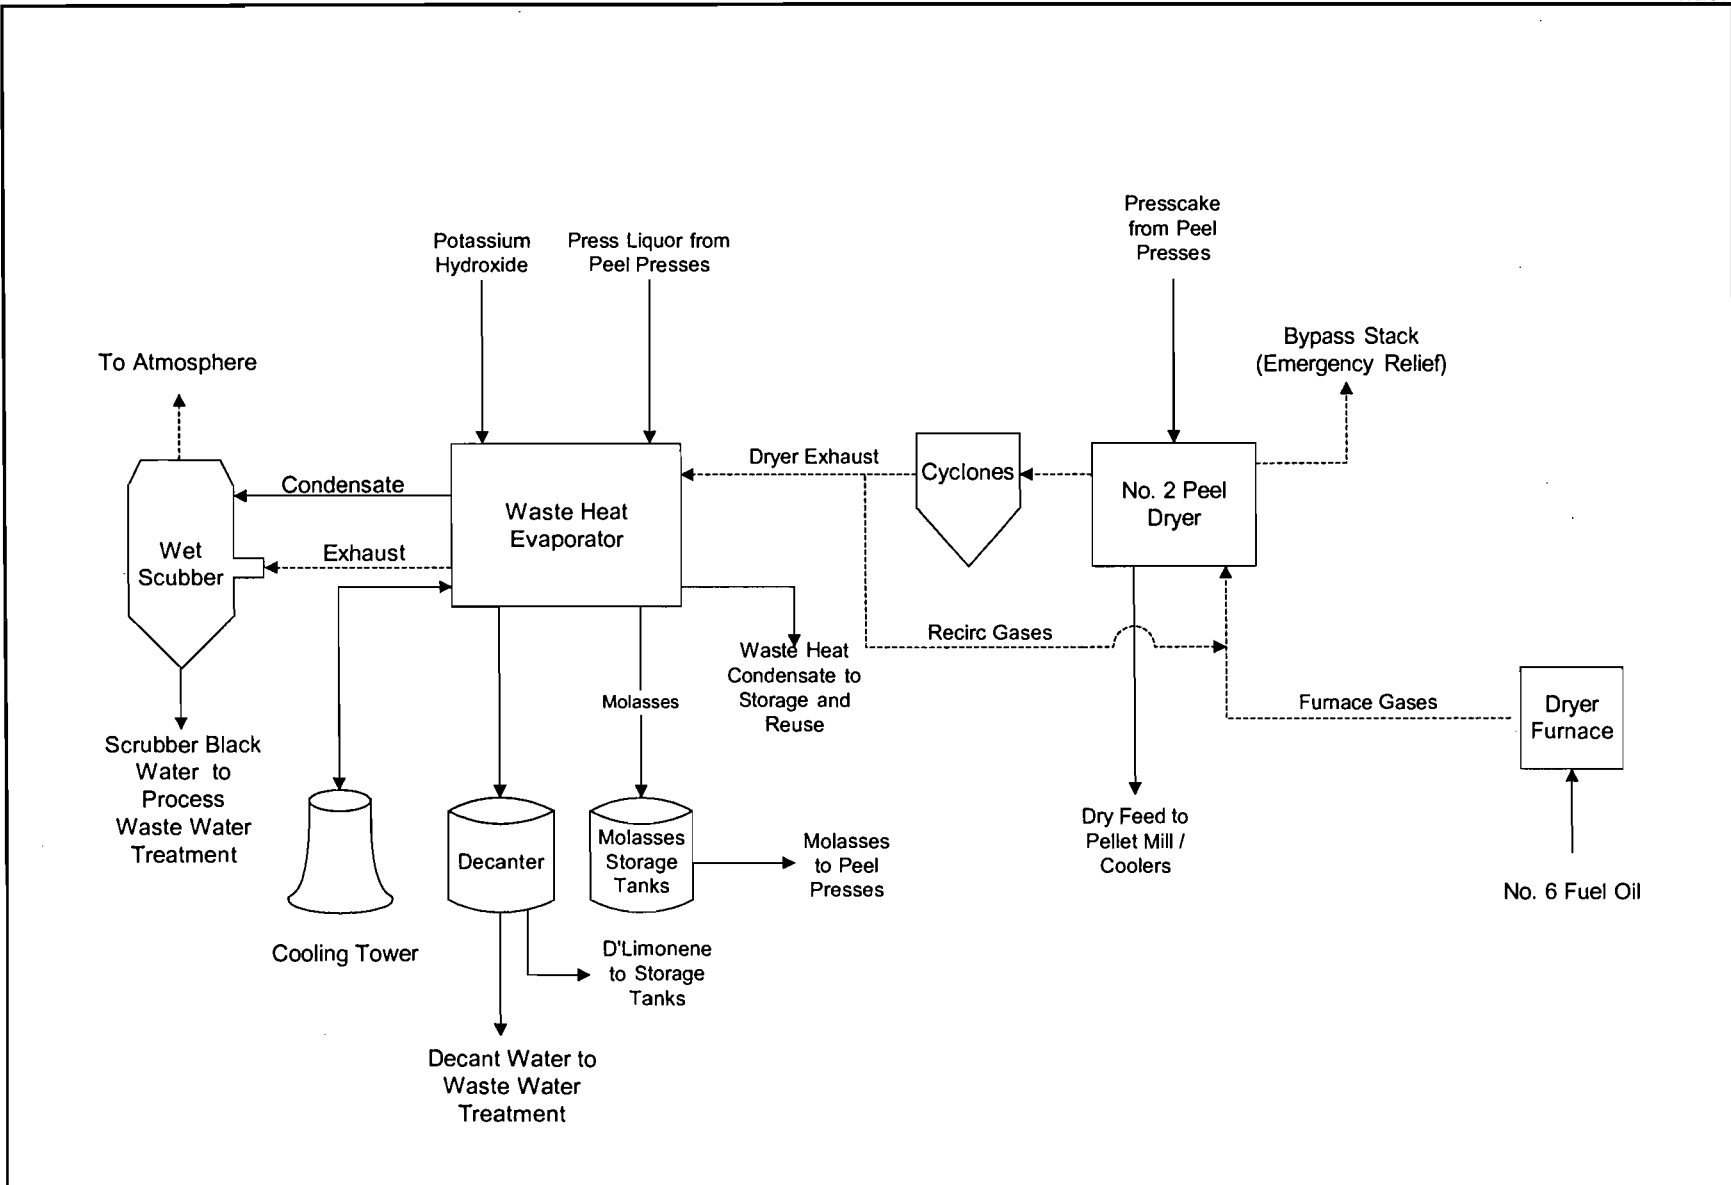 Presscake
from Peel
Presses
Potassium
Hydroxide
Press Liquor from
Peel Presses
Bypass Stack
(Emergency Relief)
To Atmosphere
Dryer Exhaust
Cyclones
No. 2 Peel
Dryer
Condensate
Waste Heat
Evaporator
Exhaust
Wet
Scubber
Recirc Gases
Waste Heat
Condensate to
Storage and
Reuse
Molasses
Furnace Gases
Dryer
Furnace
Scrubber Black
Water to
Process
Waste Water
Treatment
Dry Feed to
Pellet Mill /
Coolers
Decanter
Molasses
Storage
Tanks
Molasses
to Peel
Presses
No. 6 Fuel Oil
Cooling Tower
D'Limonene
to Storage
Tanks
Decant Water to
Waste Water
Treatment